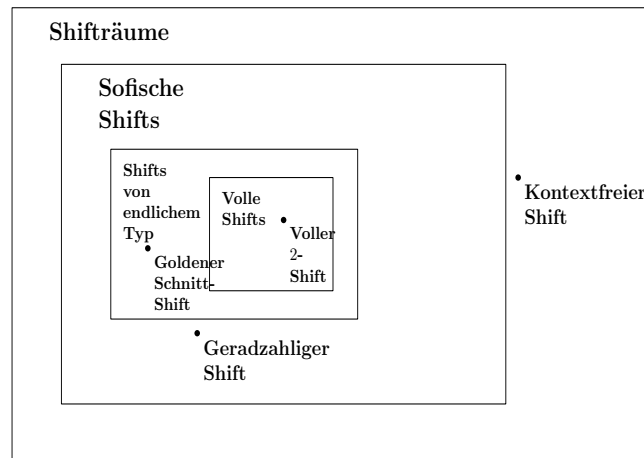 Shifträume
Sofische
Shifts
Shifts
von
endlichem
Typ
Volle
Shifts
Voller
2-
Shift
Goldener
Schnitt-
Shift
Geradzahliger
Shift
Kontextfreier
Shift